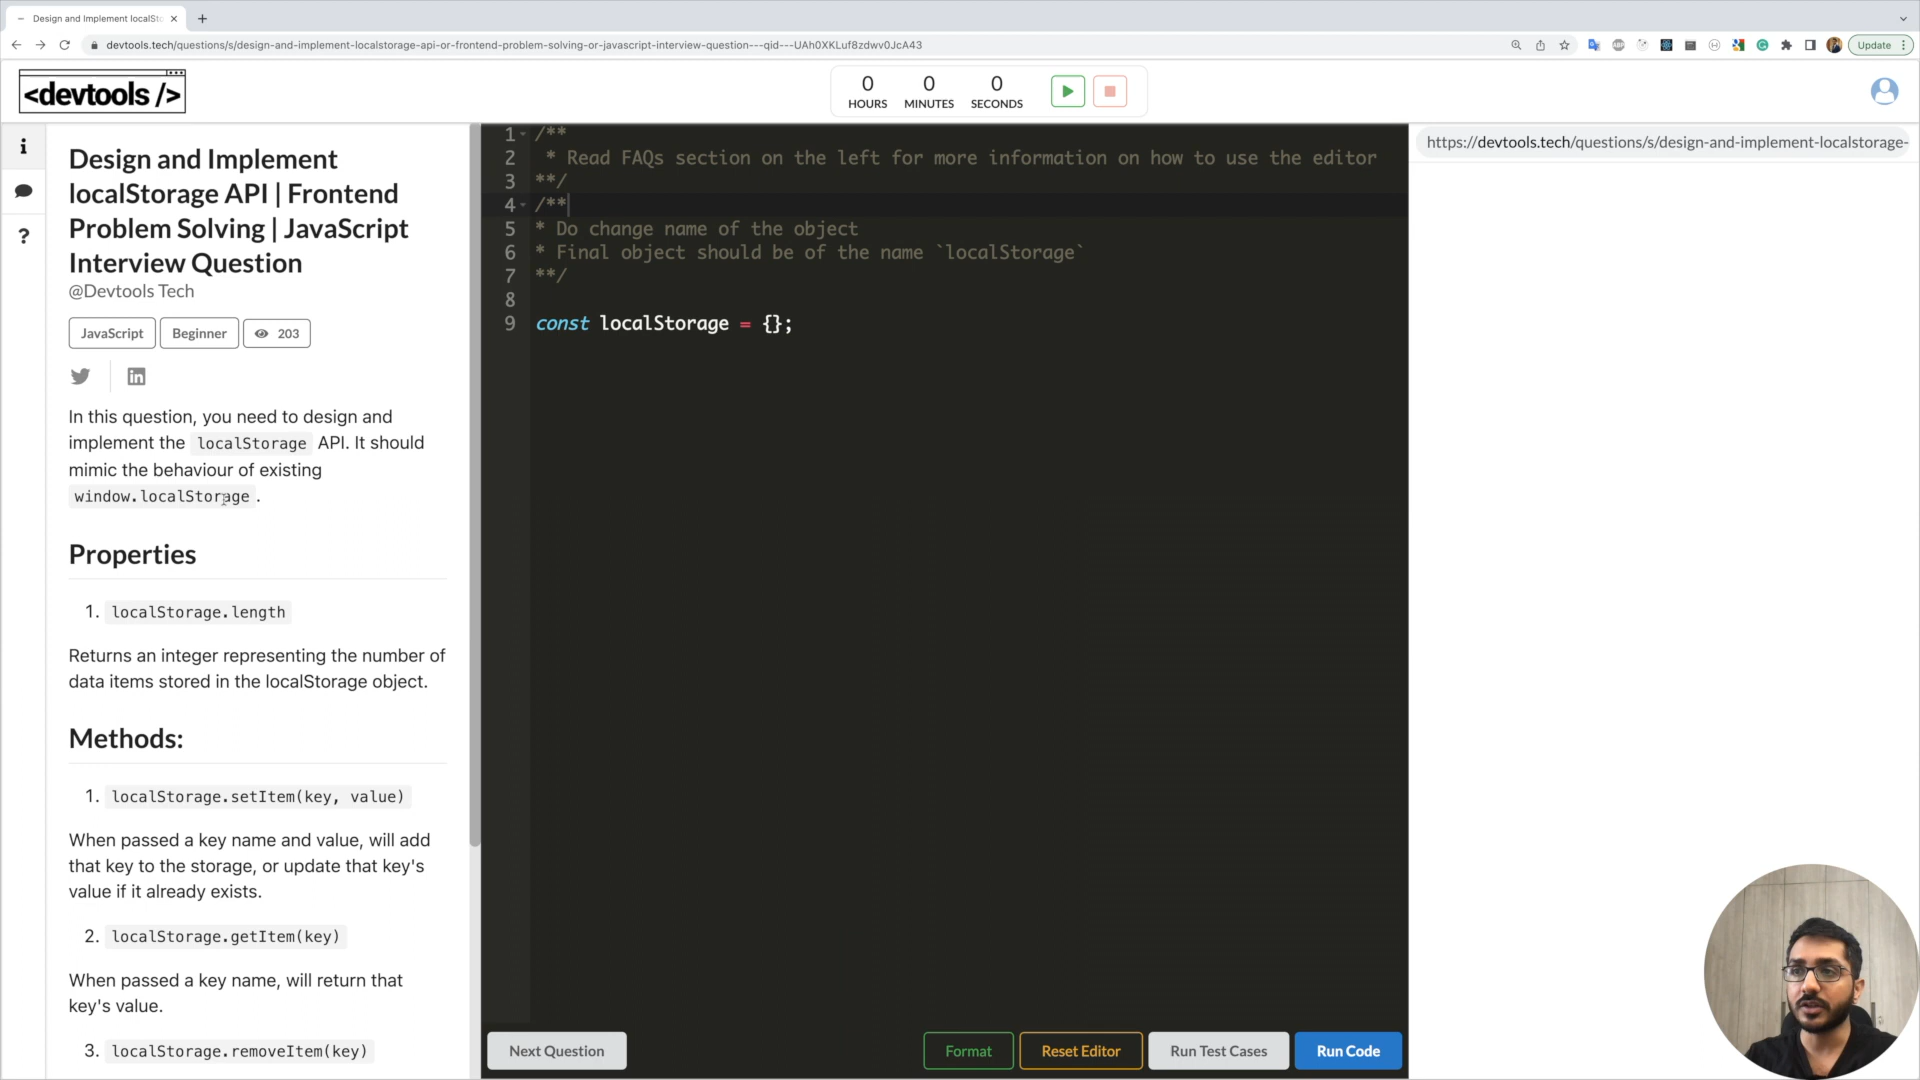 Design and Implement localSto
devtools.tech/questions/s/design-and-implement-localstorage-api-or-frontend-problem-solving-or-javascript-interview-question---qid---UAh0XKLuf8zdwv0JcA43
Update
<devtools />
0 0 0
HOURS MINUTES SECONDS
Design and Implement
localStorage API | Frontend
Problem Solving | JavaScript
Interview Question
@Devtools Tech
JavaScript Beginner 203
In this question, you need to design and
implement the localStorage API. It should
mimic the behaviour of existing
window.localStorage .
Properties
1. localStorage.length
Returns an integer representing the number of
data items stored in the localStorage object.
Methods:
1. localStorage.setItem(key, value)
When passed a key name and value, will add
that key to the storage, or update that key's
value if it already exists.
2. localStorage.getItem(key)
When passed a key name, will return that
key's value.
3. localStorage.removeItem(key)
1 /**
2 * Read FAQs section on the left for more information on how to use the editor
3 **/
4 /**
5 * Do change name of the object
6 * Final object should be of the name `localStorage`
7 **/
8
9 const localStorage = {};
Next Question Format Reset Editor Run Test Cases Run Code
https://devtools.tech/questions/s/design-and-implement-localstorage-